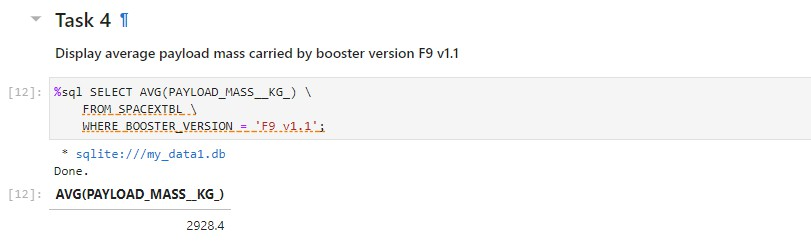 Task 4 ¶
Display average payload mass carried by booster version F9 v1.1
[12]: %sql SELECT AVG(PAYLOAD_MASS__KG_) \
FROM SPACEXTBL \
WHERE BOOSTER_VERSION = 'F9 v1.1';
* sqlite:///my_data1.db
Done.
[12]: AVG(PAYLOAD_MASS__KG_)
2928.4